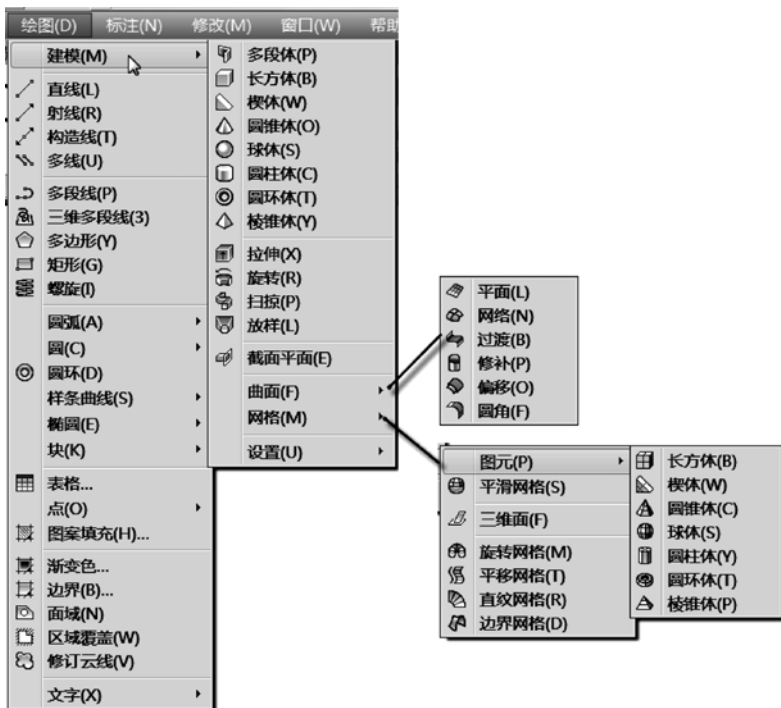 绘图(D) 标注(N) 修改(M) 窗口(W) 帮助
建模(M)
直线(L)
射线(R)
构造线(T)
多线(U)
多段线(P)
三维多段线(3)
多边形(Y)
矩形(G)
螺旋(I)
圆弧(A)
圆(C)
圆环(D)
样条曲线(S)
椭圆(E)
块(K)
表格...
点(O)
图案填充(H)...
渐变色...
边界(B)...
面域(N)
区域覆盖(W)
修订云线(V)
文字(X)
多段体(P)
长方体(B)
楔体(W)
圆锥体(O)
球体(S)
圆柱体(C)
圆环体(T)
棱锥体(Y)
拉伸(X)
旋转(R)
扫掠(P)
放样(L)
截面平面(E)
曲面(F)
网格(M)
设置(U)
平面(L)
网络(N)
过渡(B)
修补(P)
偏移(O)
圆角(F)
图元(P)
平滑网格(S)
三维面(F)
旋转网格(M)
平移网格(T)
直纹网格(R)
边界网格(D)
长方体(B)
楔体(W)
圆锥体(C)
球体(S)
圆柱体(Y)
圆环体(T)
棱锥体(P)